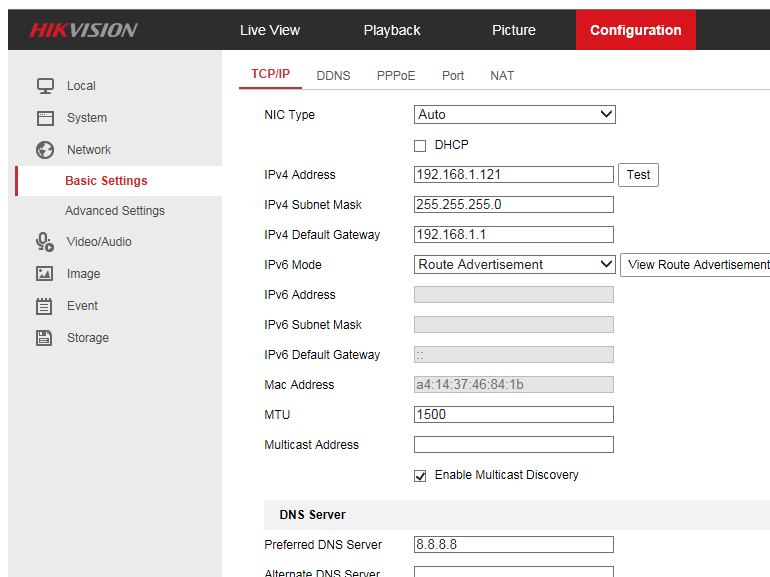 HIKVISION Live View Playback Picture Configuration
TCP/IP DDNS PPPoE Port NAT
Local
System
Network
Basic Settings
Advanced Settings
Video/Audio
Image
Event
Storage
NIC Type Auto
DHCP
IPv4 Address 192.168.1.121 Test
IPv4 Subnet Mask 255.255.255.0
IPv4 Default Gateway 192.168.1.1
IPv6 Mode Route Advertisement View Route Advertisement
IPv6 Address
IPv6 Subnet Mask
IPv6 Default Gateway ::
Mac Address a4:14:37:46:84:1b
MTU 1500
Multicast Address
Enable Multicast Discovery
DNS Server
Preferred DNS Server 8.8.8.8
Alternate DNS Server